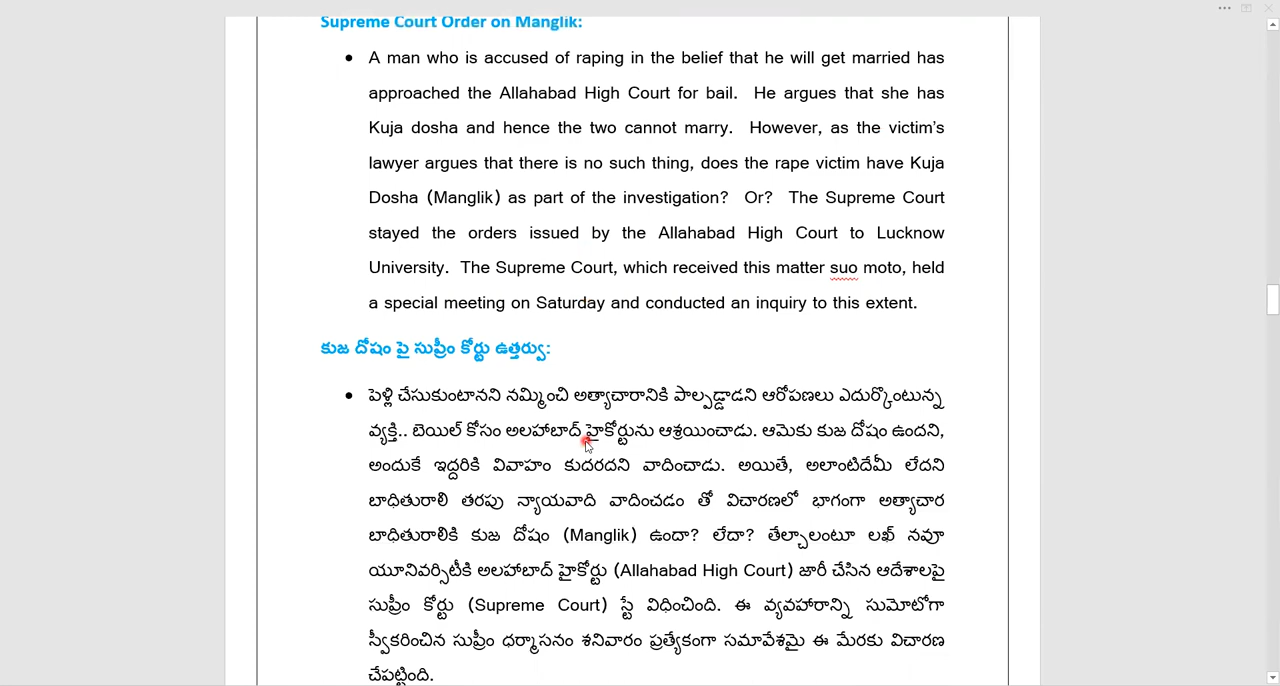 Supreme Court Order on Manglik:
• A man who is accused of raping in the belief that he will get married has
approached the Allahabad High Court for bail. He argues that she has
Kuja dosha and hence the two cannot marry. However, as the victim's
lawyer argues that there is no such thing, does the rape victim have Kuja
Dosha (Manglik) as part of the investigation? Or? The Supreme Court
stayed the orders issued by the Allahabad High Court to Lucknow
University. The Supreme Court, which received this matter suo moto, held
a special meeting on Saturday and conducted an inquiry to this extent.
కుజ దోషం పై సుప్రీం కోర్టు ఉత్తర్వు:
• పెళ్లి చేసుకుంటానని నమ్మించి అత్యాచారానికి పాల్పడ్డాడని ఆరోపణలు ఎదుర్కొంటున్న
వ్యక్తి.. బెయిల్ కోసం అలహాబాద్ హైకోర్టును ఆశ్రయించాడు. ఆమెకు కుజ దోషం ఉందని,
అందుకే ఇద్దరికి వివాహం కుదరదని వాదించాడు. అయితే, అలాంటిదేమీ లేదని
బాధితురాలి తరపు న్యాయవాది వాదించడం తో విచారణలో భాగంగా అత్యాచార
బాధితురాలికి కుజ దోషం (Manglik) ఉందా? లేదా? తేల్చాలంటూ లఖ్ నవూ
యూనివర్సిటీకి అలహాబాద్ హైకోర్టు (Allahabad High Court) జారీ చేసిన ఆదేశాలపై
సుప్రీం కోర్టు (Supreme Court) స్టే విధించింది. ఈ వ్యవహారాన్ని సుమోటోగా
స్వీకరించిన సుప్రీం ధర్మాసనం శనివారం ప్రత్యేకంగా సమావేశమై ఈ మేరకు విచారణ
చేపట్టింది.